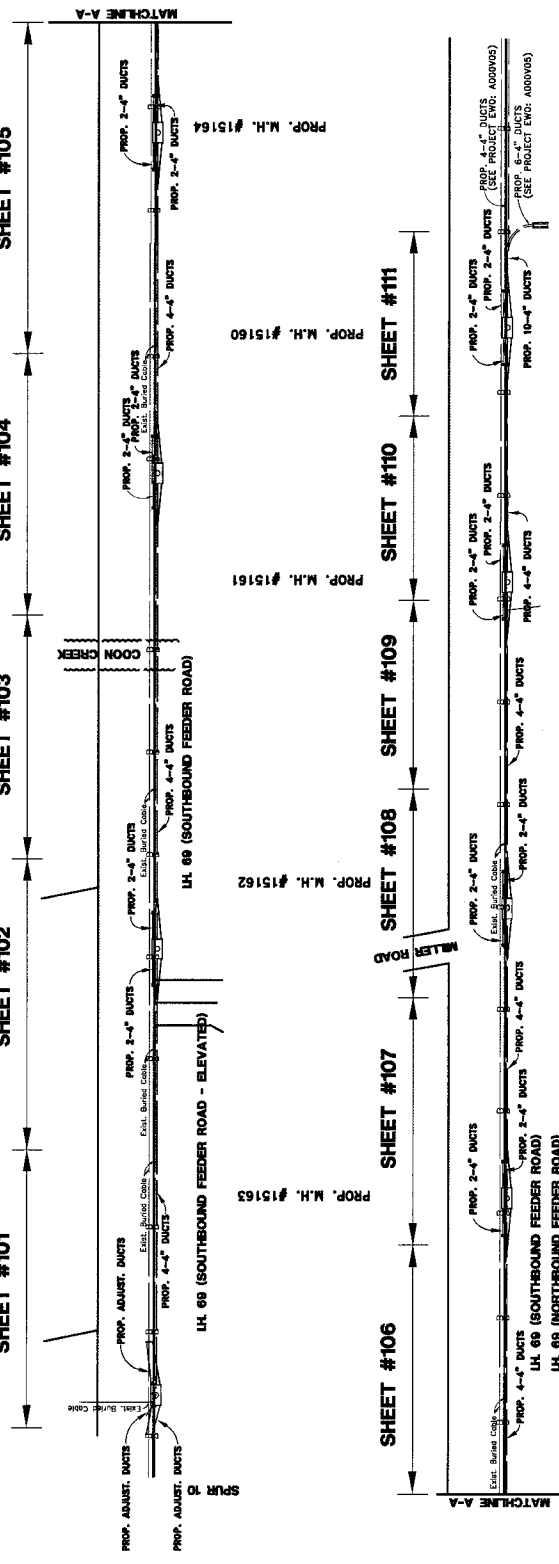 SHEET #101
SHEET #102
SHEET #103
SHEET #104
SHEET #105
MATCHLINE A-A
COON CREEK
PROP. ADJUST. DUCTS
PROP. ADJUST. DUCTS
PROP. ADJUST. DUCTS
Exist. Buried Cable
SPUR 10
PROP. 4-4" DUCTS
Exist. Buried Cable
I.H. 69 (SOUTHBOUND FEEDER ROAD - ELEVATED)
Exist. Buried Cable
PROP. 2-4" DUCTS
PROP. 2-4" DUCTS
Exist. Buried Cable
PROP. 4-4" DUCTS
I.H. 69 (SOUTHBOUND FEEDER ROAD)
PROP. 2-4" DUCTS
PROP. 2-4" DUCTS
Exist. Buried Cable
PROP. 4-4" DUCTS
PROP. 2-4" DUCTS
PROP. 2-4" DUCTS
PROP. M.H. #15163
PROP. M.H. #15162
PROP. M.H. #15161
PROP. M.H. #15160
PROP. M.H. #15164
SHEET #106
SHEET #107
SHEET #108
SHEET #109
SHEET #110
SHEET #111
MILLER ROAD
MATCHLINE A-A
Exist. Buried Cable
PROP. 4-4" DUCTS
I.H. 69 (SOUTHBOUND FEEDER ROAD)
I.H. 69 (NORTHBOUND FEEDER ROAD)
PROP. 2-4" DUCTS
PROP. 2-4" DUCTS
PROP. 4-4" DUCTS
Exist. Buried Cable
PROP. 2-4" DUCTS
PROP. 2-4" DUCTS
PROP. 4-4" DUCTS
PROP. 2-4" DUCTS
PROP. 2-4" DUCTS
PROP. 4-4" DUCTS
PROP. 2-4" DUCTS
PROP. 2-4" DUCTS
PROP. 10-4" DUCTS
PROP. 4-4" DUCTS
(SEE PROJECT EWO: A000V05)
PROP. 6-4" DUCTS
(SEE PROJECT EWO: A000V05)